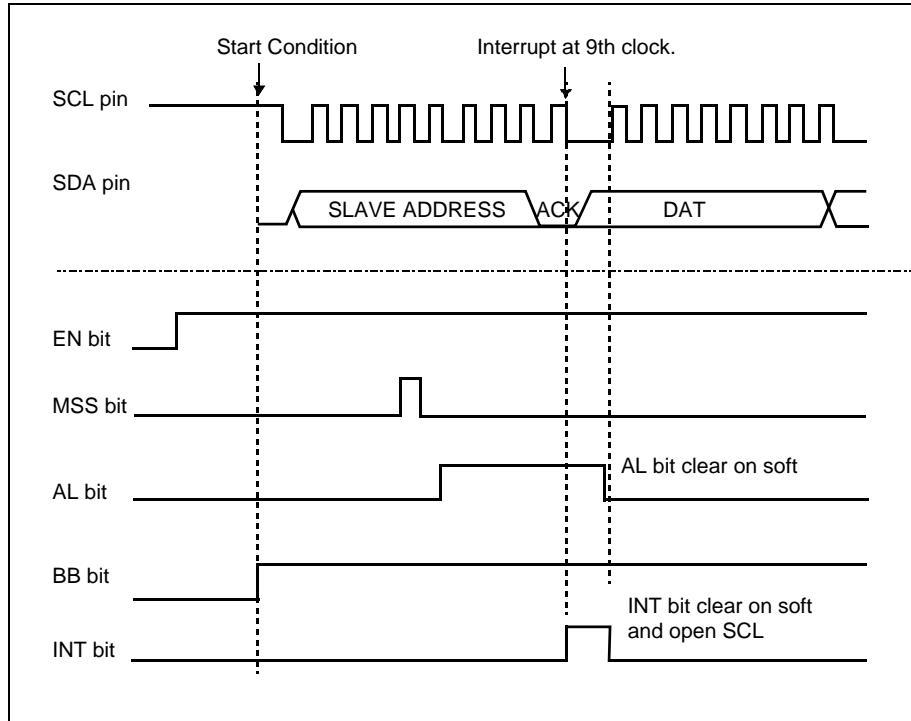 Start Condition
Interrupt at 9th clock.
SCL pin
SDA pin
SLAVE ADDRESS
ACK
DAT
EN bit
MSS bit
AL bit clear on soft
AL bit
BB bit
INT bit clear on soft
and open SCL
INT bit